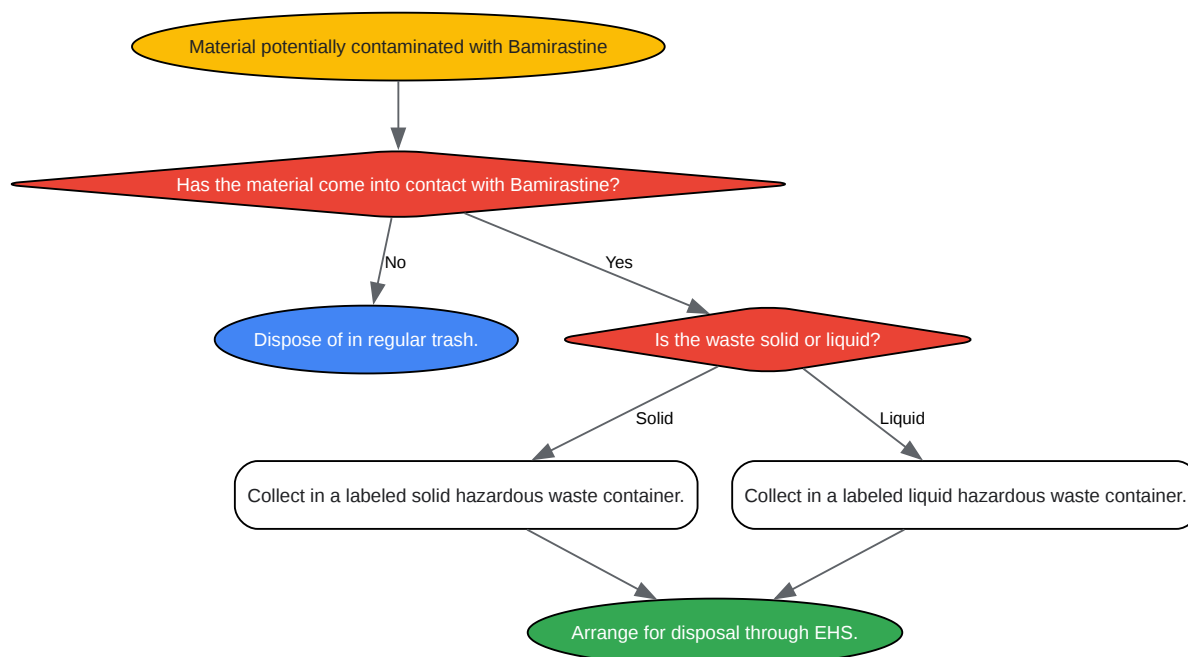 Material potentially contaminated with Bamirastine
Has the material come into contact with Bamirastine?
No
Yes
Dispose of in regular trash.
Is the waste solid or liquid?
Solid
Liquid
Collect in a labeled solid hazardous waste container.
Collect in a labeled liquid hazardous waste container.
Arrange for disposal through EHS.